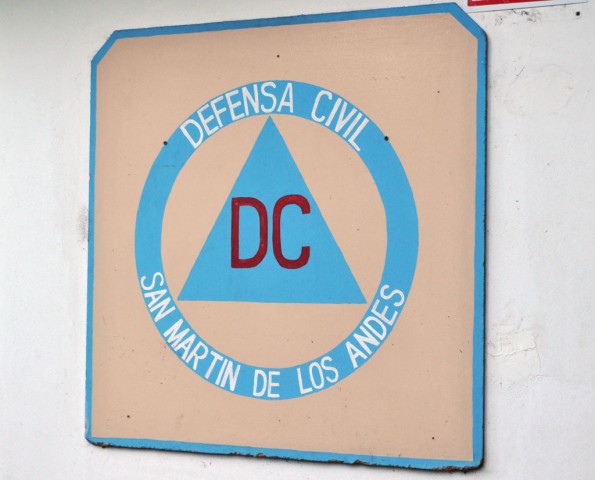 DEFENSA CIVIL
DC
SAN MARTIN DE LOS ANDES